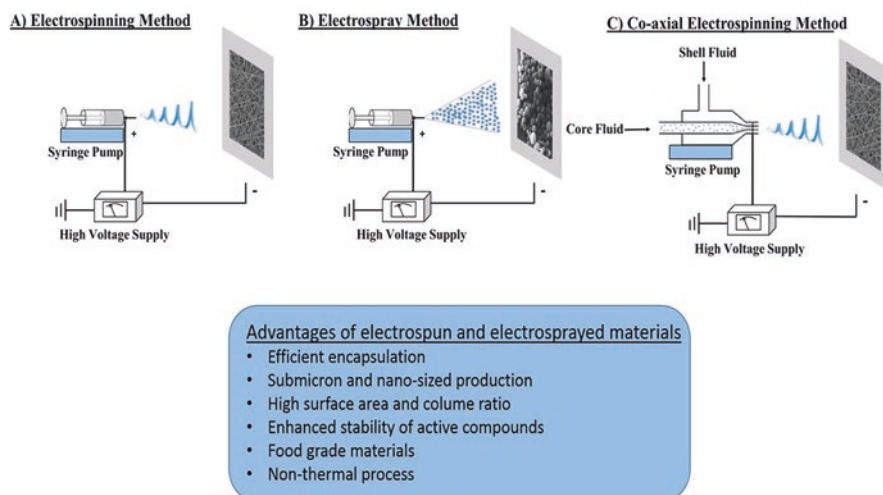 A) Electrospinning Method
B) Electrospray Method
C) Co-axial Electrospinning Method
Shell Fluid
Core Fluid
+
+
Syringe Pump
Syringe Pump
Syringe Pump
-
-
-
High Voltage Supply
High Voltage Supply
High Voltage Supply
Advantages of electrospun and electrosprayed materials
• Efficient encapsulation
• Submicron and nano-sized production
• High surface area and colume ratio
• Enhanced stability of active compounds
• Food grade materials
• Non-thermal process